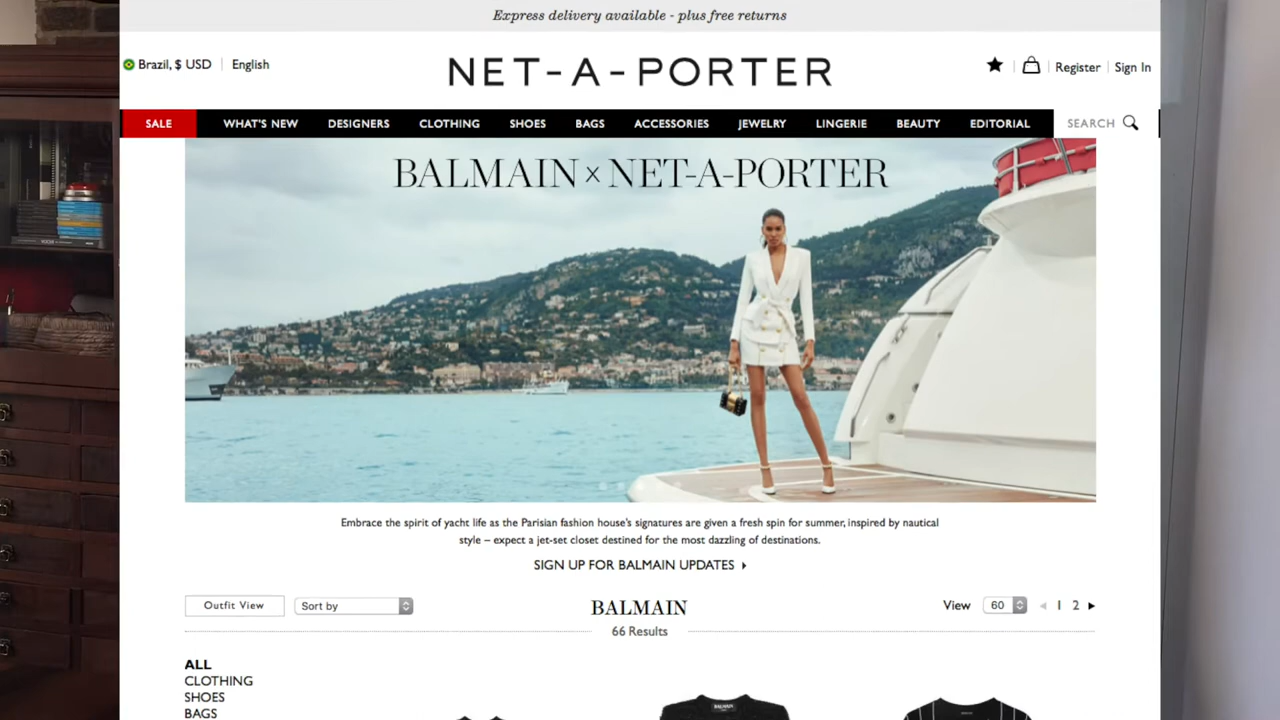 Express delivery available - plus free returns
Brazil, $ USD
English
NET-A-PORTER
Register
Sign In
SALE
WHAT'S NEW
DESIGNERS
CLOTHING
SHOES
BAGS
ACCESSORIES
JEWELRY
LINGERIE
BEAUTY
EDITORIAL
SEARCH
BALMAIN x NET-A-PORTER
Embrace the spirit of yacht life as the Parisian fashion house's signatures are given a fresh spin for summer, inspired by nautical
style – expect a jet-set closet destined for the most dazzling of destinations.
SIGN UP FOR BALMAIN UPDATES
Outfit View
Sort by
BALMAIN
View
60
1 2
66 Results
ALL
CLOTHING
SHOES
BAGS
BALMAIN